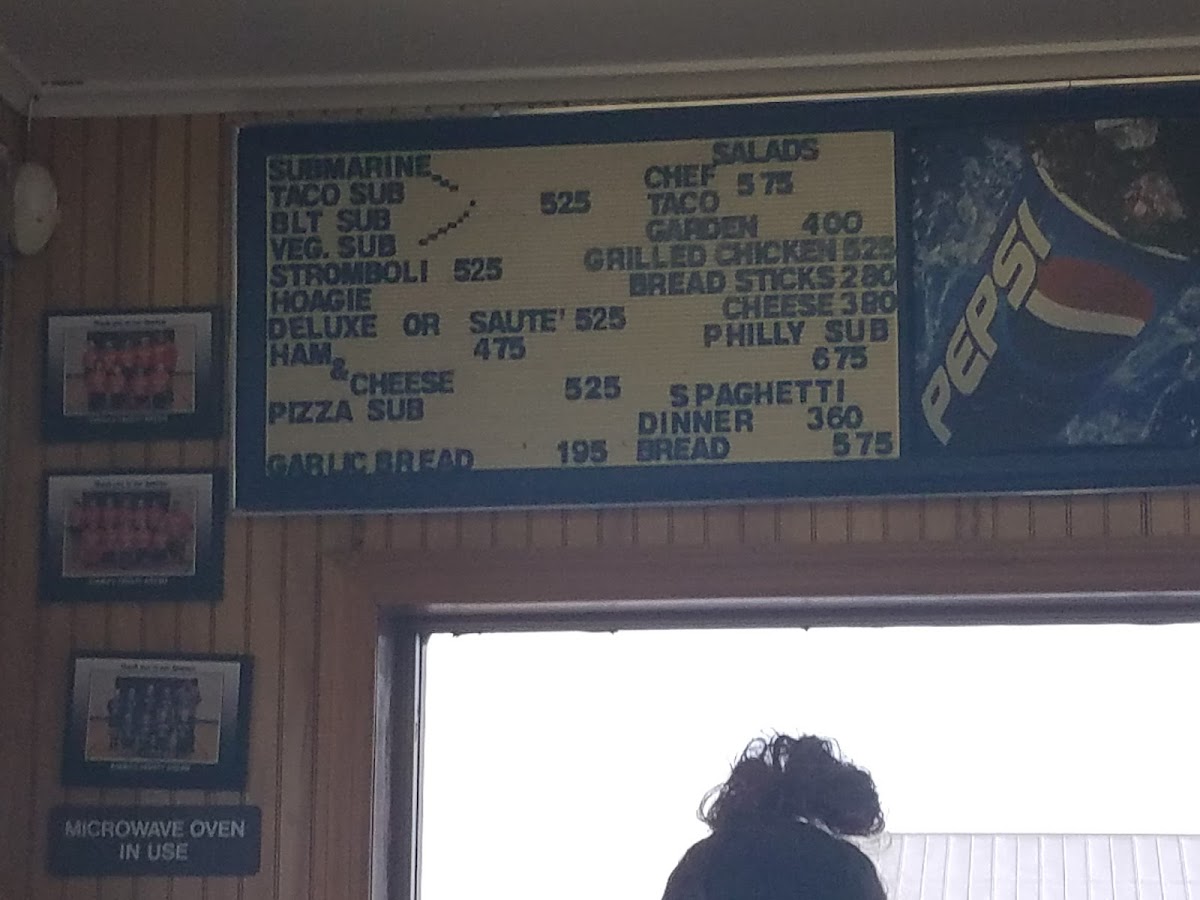 SUBMARINE
TACO SUB
BLT SUB 525
VEG. SUB
STROMBOLI 525
HOAGIE
DELUXE OR SAUTE' 525
HAM 475
&
CHEESE 525
PIZZA SUB
GARLIC BREAD 195
SALADS
CHEF 575
TACO
GARDEN 400
GRILLED CHICKEN 525
BREAD STICKS 280
CHEESE 380
PHILLY SUB
675
SPAGHETTI
DINNER 360
BREAD 575
PEPSI
MICROWAVE OVEN
IN USE